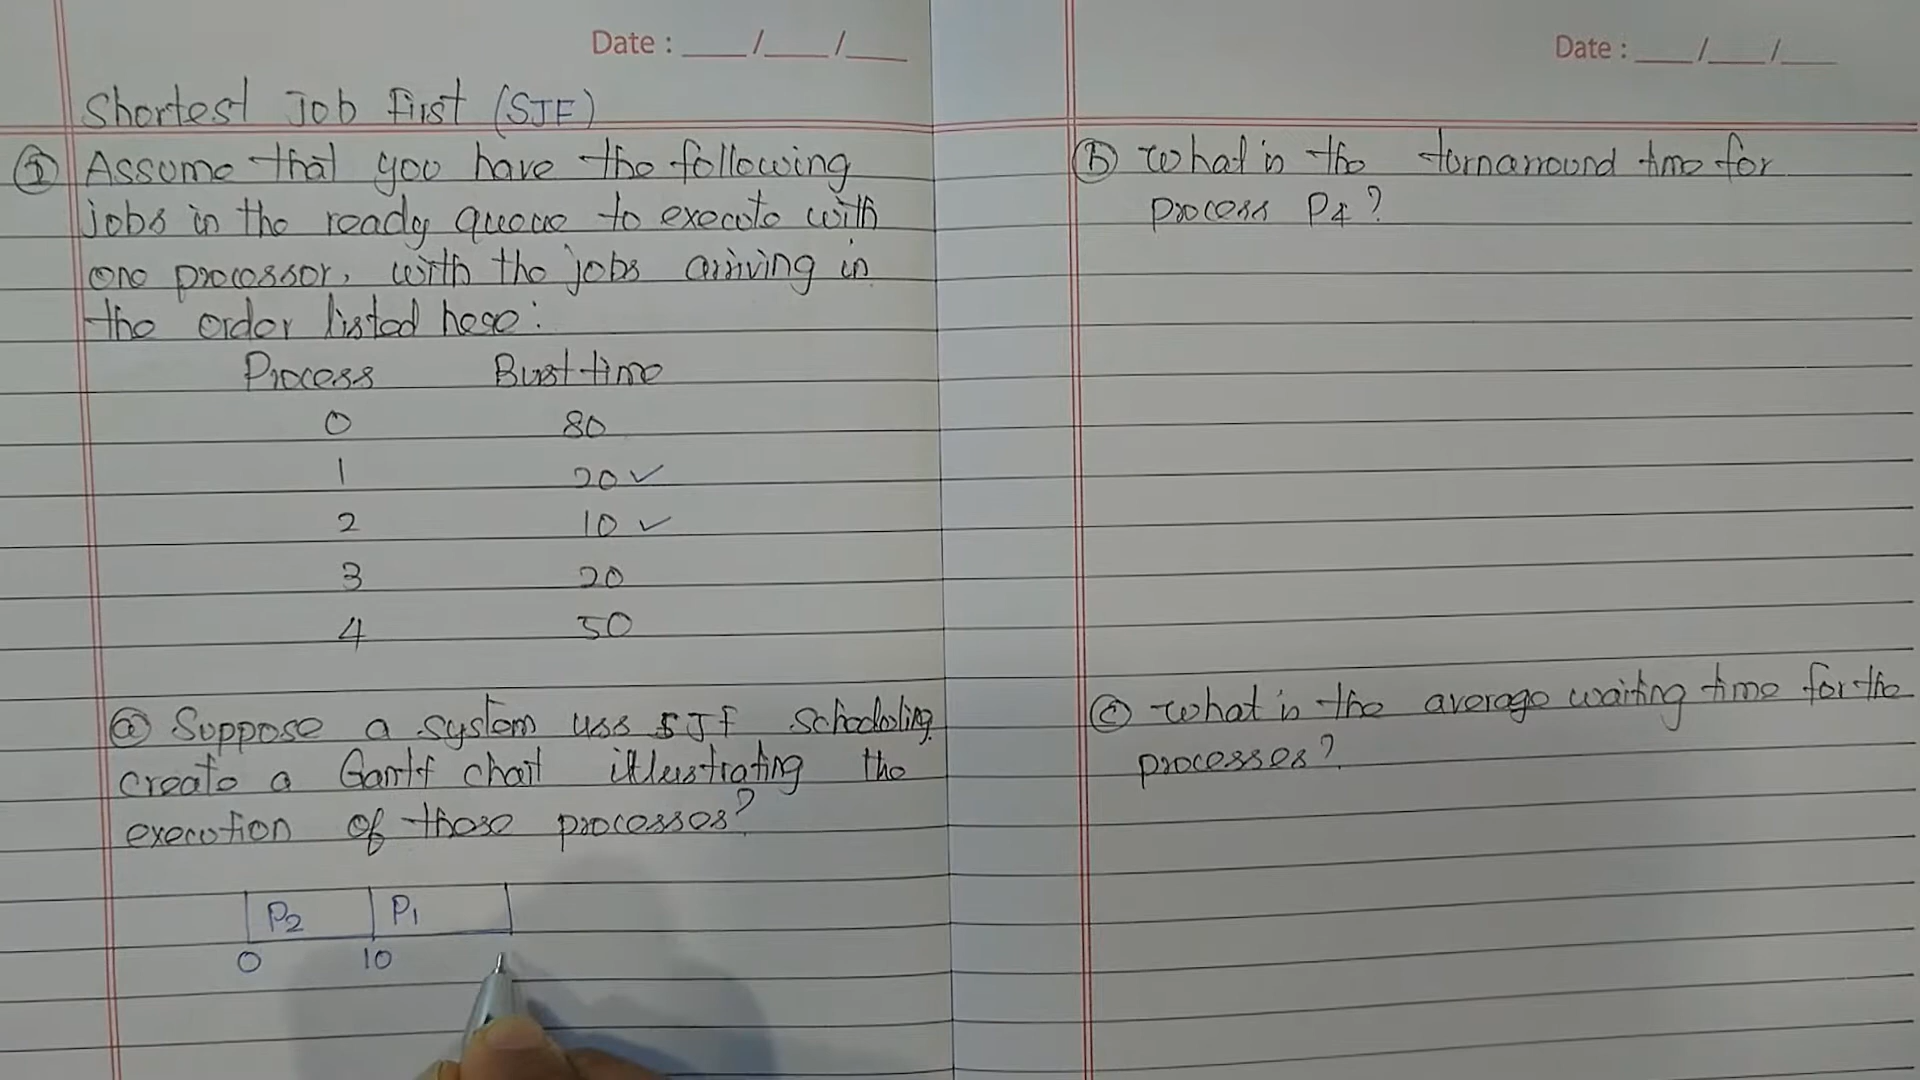 Date : ___/___/___
Shortest Job First (SJF)
① Assume that you have the following
jobs in the ready queue to execute with
one processor, with the jobs arriving in
the order listed here:
Process Burst time
0 80
1 20 ✓
2 10 ✓
3 20
4 50
ⓐ Suppose a system uss SJF Scheduling
create a Gantt chart illustrating the
execution of these processes?
P2 P1
0 10
Date : ___/___/___
ⓑ What is the turnarround time for
process P4?
ⓒ What is the average waiting time for the
processes?